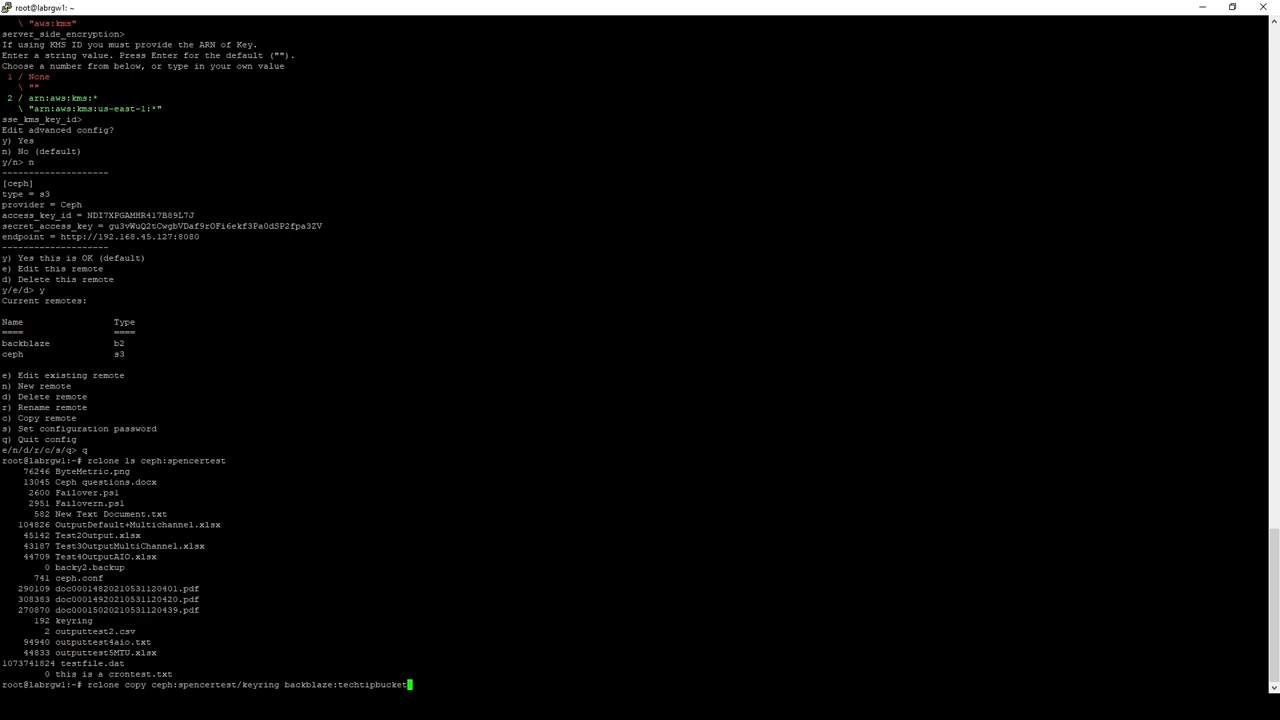 root@labrgw1: ~
\ "aws:kms"
server_side_encryption>
If using KMS ID you must provide the ARN of Key.
Enter a string value. Press Enter for the default ("").
Choose a number from below, or type in your own value
1 / None
\ ""
2 / arn:aws:kms:*
\ "arn:aws:kms:us-east-1:*"
sse_kms_key_id>
Edit advanced config?
y) Yes
n) No (default)
y/n> n
--------------------
[ceph]
type = s3
provider = Ceph
access_key_id = NDI7XPGAMHR417B89L7J
secret_access_key = gu3vWuQ2tCwgbVDaf9rOFi6ekf3Pa0dSP2fpa3ZV
endpoint = http://192.168.45.127:8080
--------------------
y) Yes this is OK (default)
e) Edit this remote
d) Delete this remote
y/e/d> y
Current remotes:
Name Type
==== ====
backblaze b2
ceph s3
e) Edit existing remote
n) New remote
d) Delete remote
r) Rename remote
c) Copy remote
s) Set configuration password
q) Quit config
e/n/d/r/c/s/q> q
root@labrgw1:~# rclone ls ceph:spencertest
76246 ByteMetric.png
13045 Ceph questions.docx
2600 Failover.ps1
2951 Failovern.ps1
582 New Text Document.txt
104826 OutputDefault+Multichannel.xlsx
45142 Test2Output.xlsx
43187 Test3OutputMultiChannel.xlsx
44709 Test4OutputAIO.xlsx
0 backy2.backup
741 ceph.conf
290109 doc00014820210531120401.pdf
308383 doc00014920210531120420.pdf
270870 doc00015020210531120439.pdf
192 keyring
2 outputtest2.csv
94940 outputtest4aio.txt
44833 outputtest5MTU.xlsx
1073741824 testfile.dat
0 this is a crontest.txt
root@labrgw1:~# rclone copy ceph:spencertest/keyring backblaze:techtipbucket